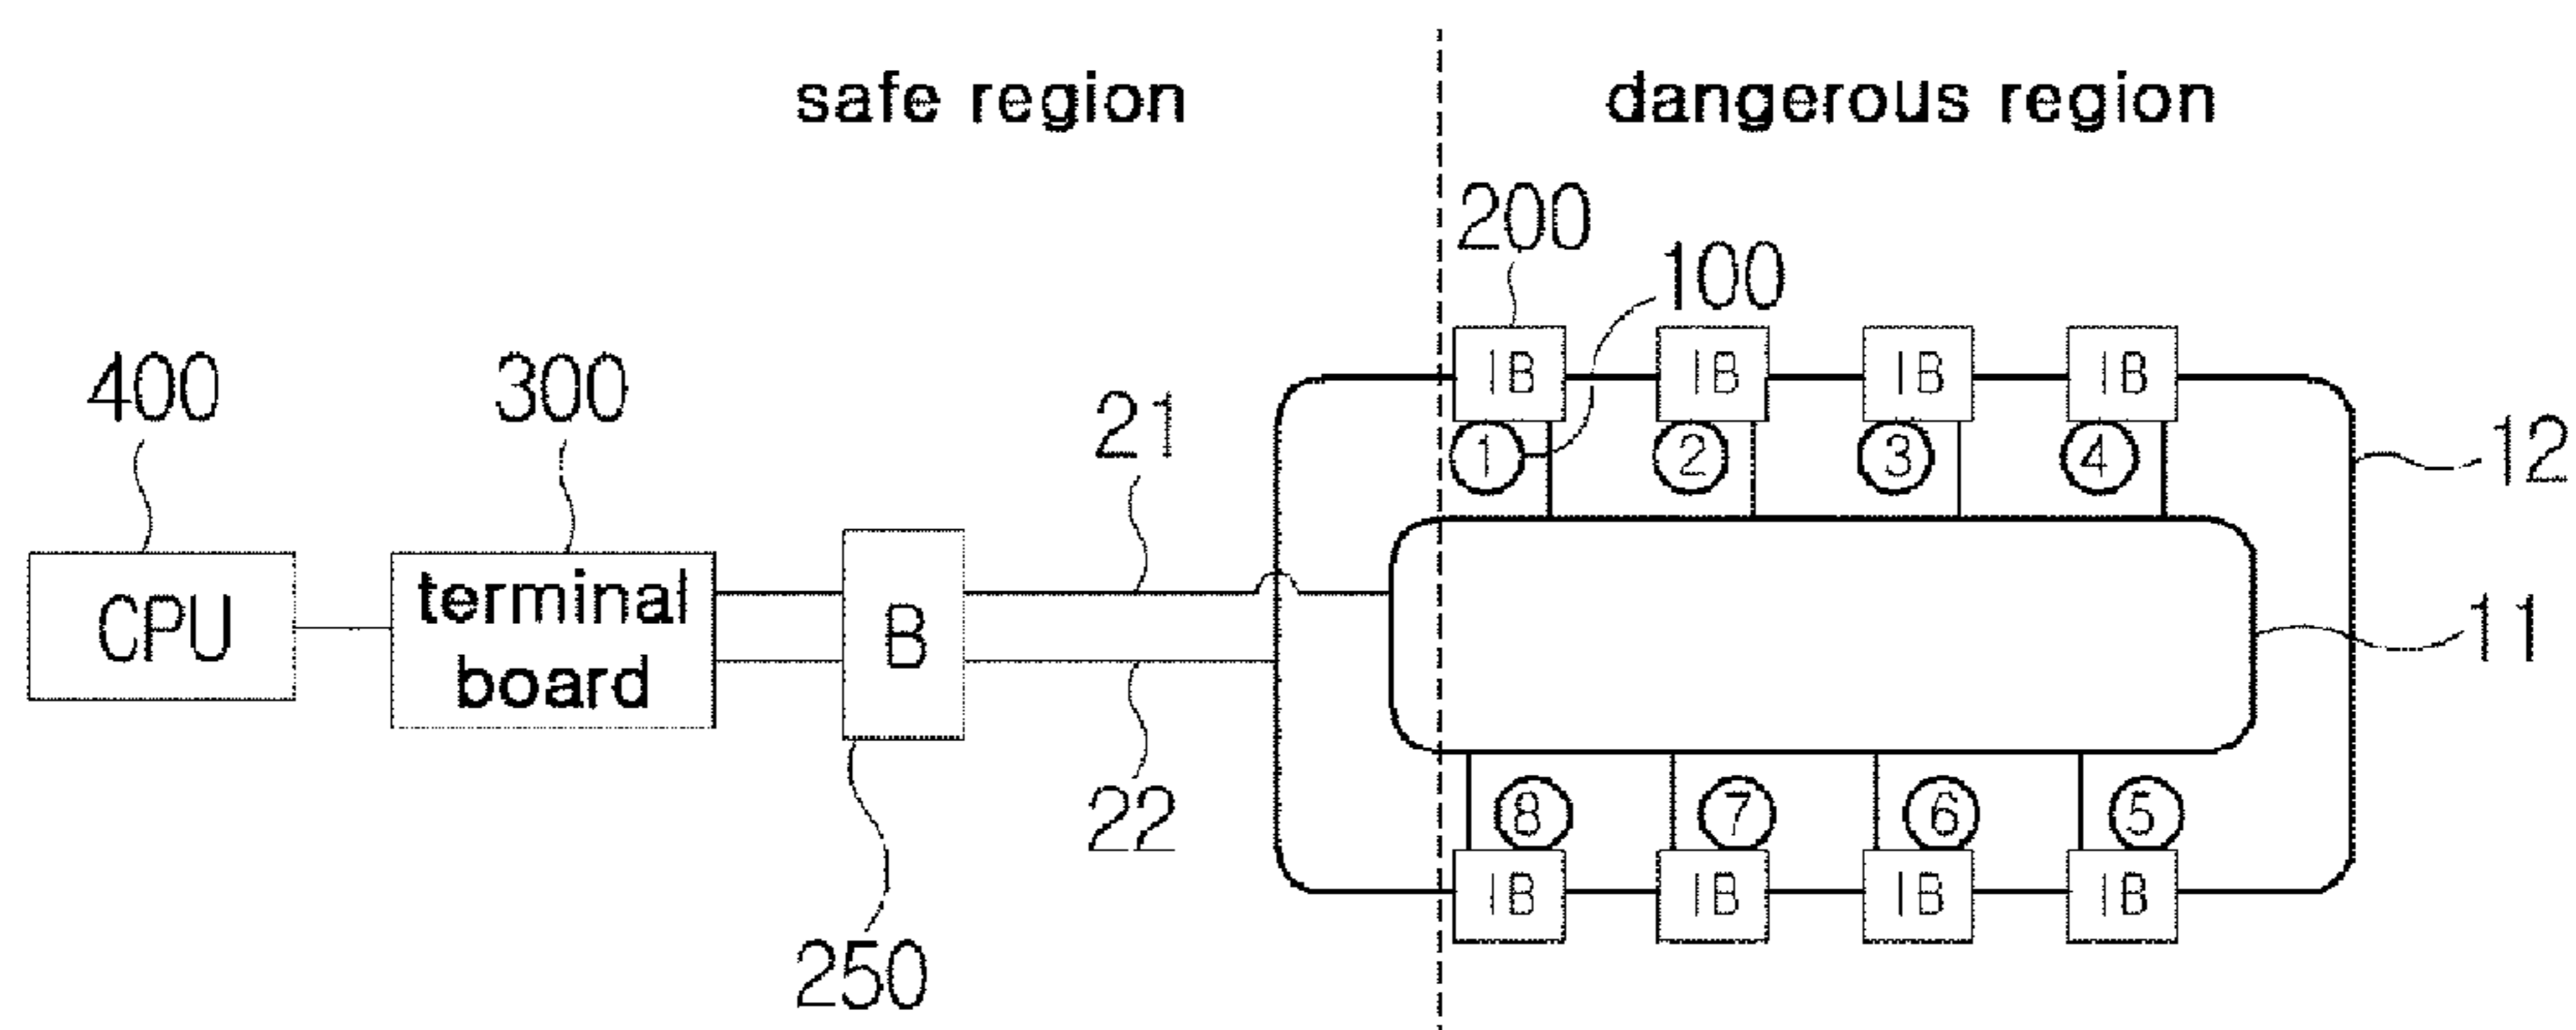 safe region
dangerous region
200
100
400
300
21
IB
IB
IB
IB
1
2
3
4
12
CPU
terminal
board
B
11
22
8
7
6
5
IB
IB
IB
IB
250